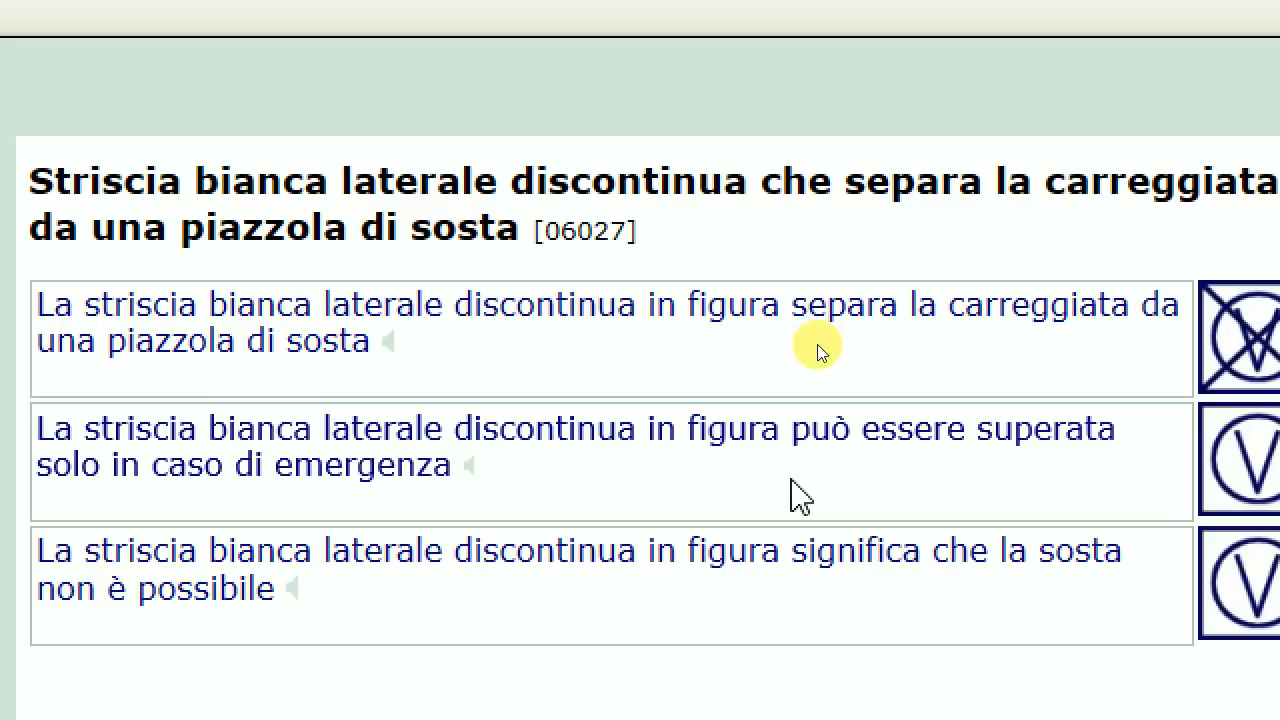 Striscia bianca laterale discontinua che separa la carreggiata
da una piazzola di sosta [06027]
La striscia bianca laterale discontinua in figura separa la carreggiata da
una piazzola di sosta
V
La striscia bianca laterale discontinua in figura può essere superata
solo in caso di emergenza
V
La striscia bianca laterale discontinua in figura significa che la sosta
non è possibile
V